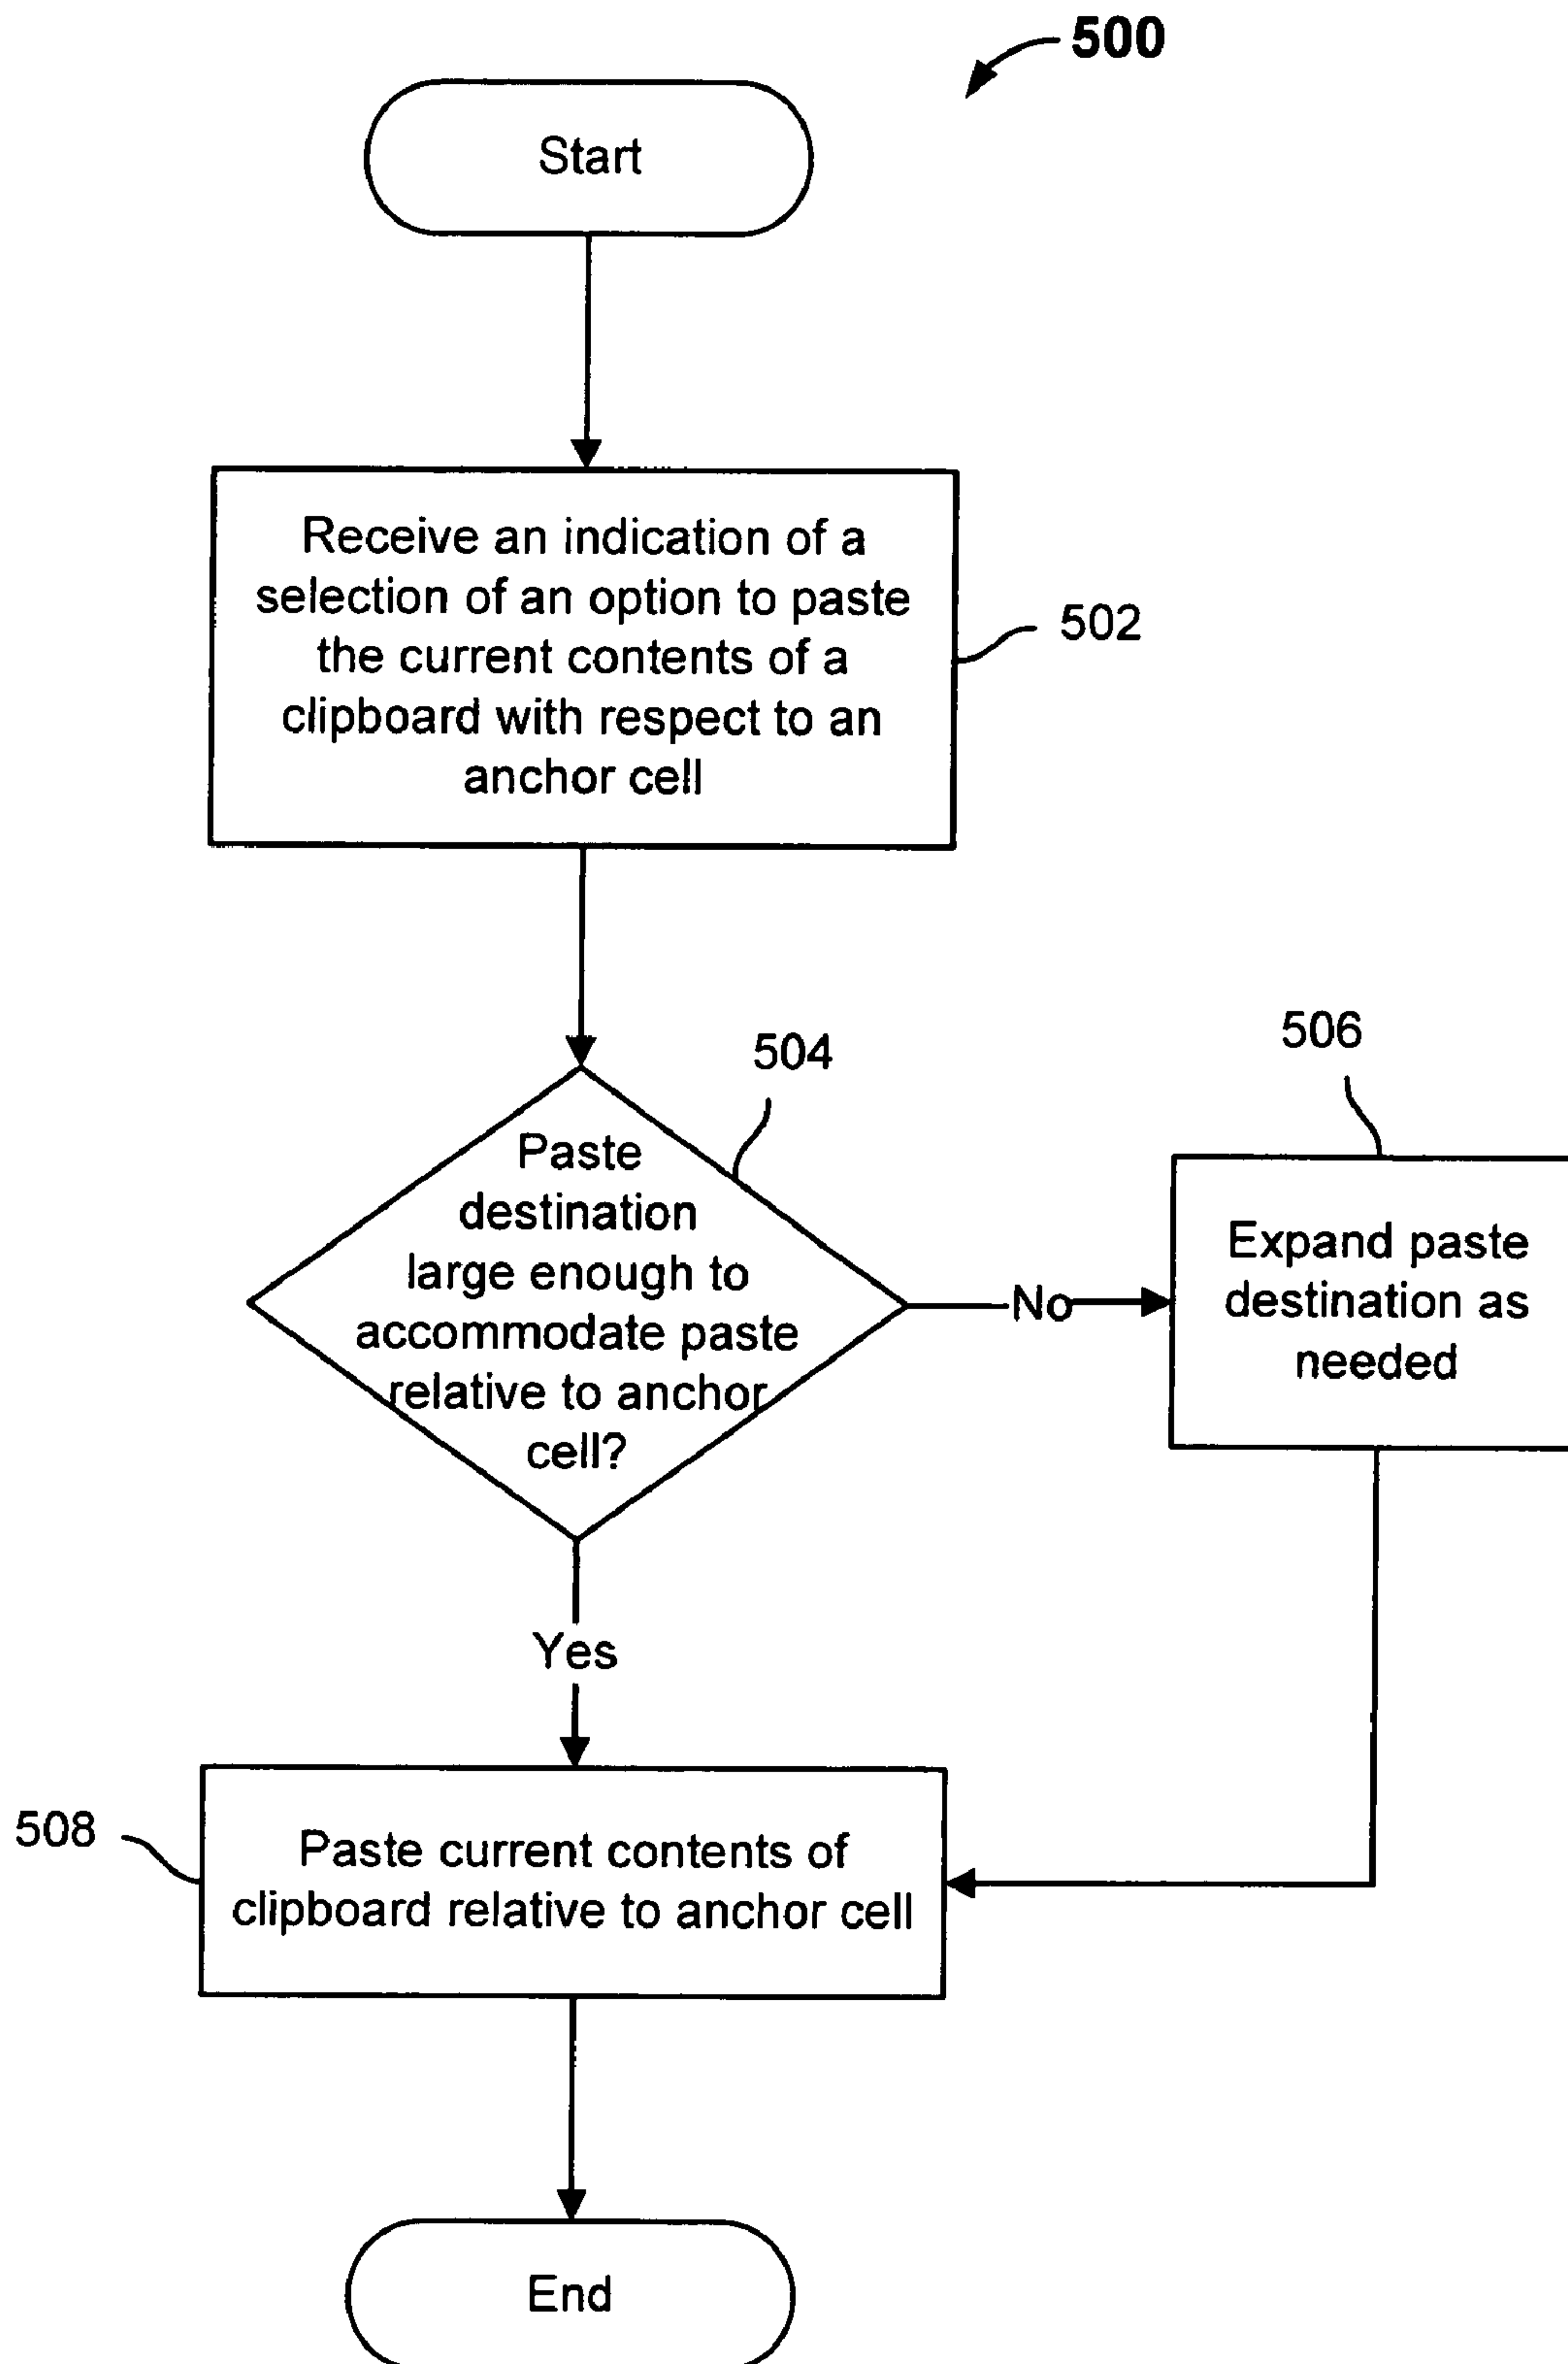 500
Start
Receive an indication of a
selection of an option to paste
the current contents of a
clipboard with respect to an
anchor cell
502
504
Paste
destination
large enough to
accommodate paste
relative to anchor
cell?
No
506
Expand paste
destination as
needed
Yes
508
Paste current contents of
clipboard relative to anchor cell
End